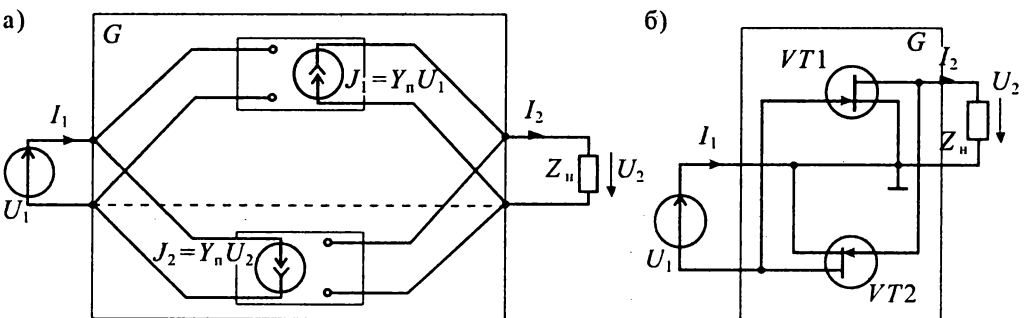 а)
G
J₁=YпU₁
I₁
I₂
U₁
Zн
U₂
J₂=YпU₂
б)
G
VT1
I₂
U₂
Zн
I₁
U₁
VT2